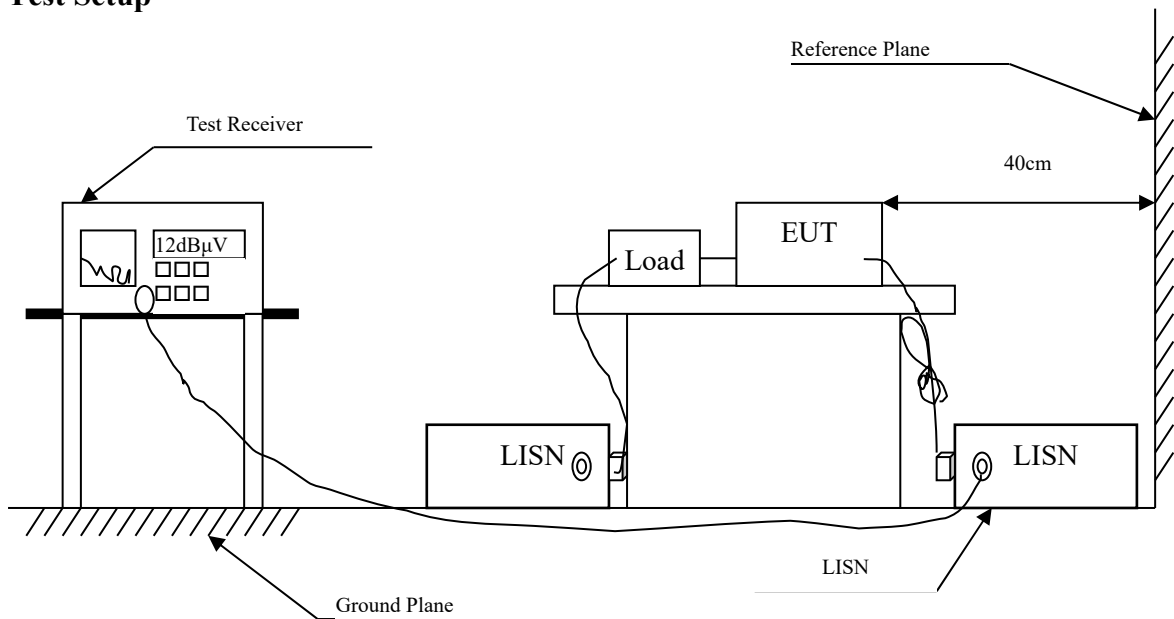 Test Setup
Reference Plane
Test Receiver
40cm
12dBμV
EUT
Load
LISN
LISN
LISN
Ground Plane